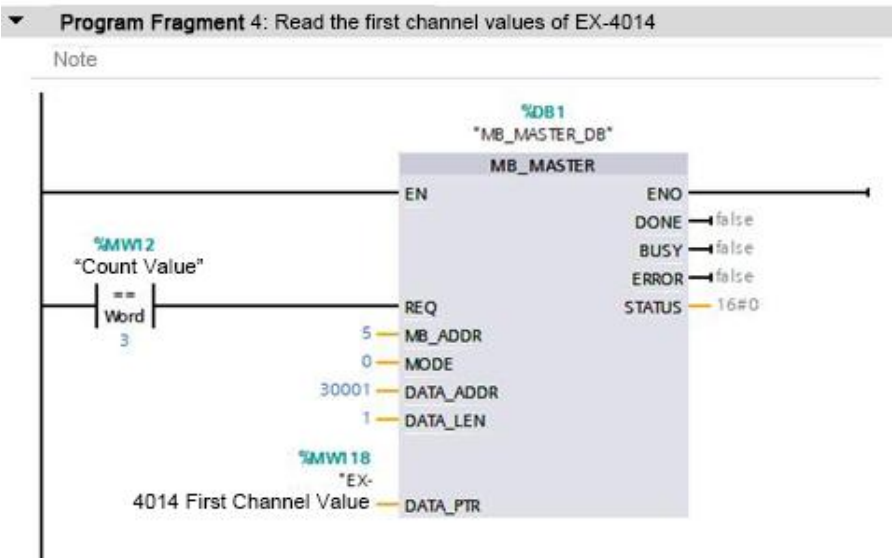 Program Fragment 4: Read the first channel values of EX-4014
Note
%DB1
"MB_MASTER_DB"
MB_MASTER
EN
ENO
DONE
false
%MW12
"Count Value"
BUSY
false
ERROR
false
==
Word
3
REQ
STATUS
16#0
5
MB_ADDR
0
MODE
30001
DATA_ADDR
1
DATA_LEN
%MW118
"EX-
4014 First Channel Value
DATA_PTR